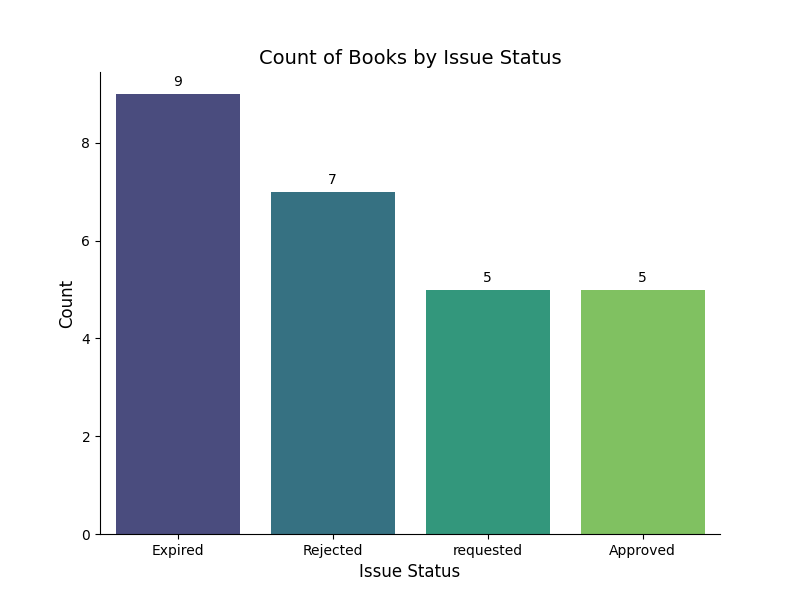 Count of Books by Issue Status
9
7
5
5
8
6
4
2
0
Count
Expired
Rejected
requested
Approved
Issue Status